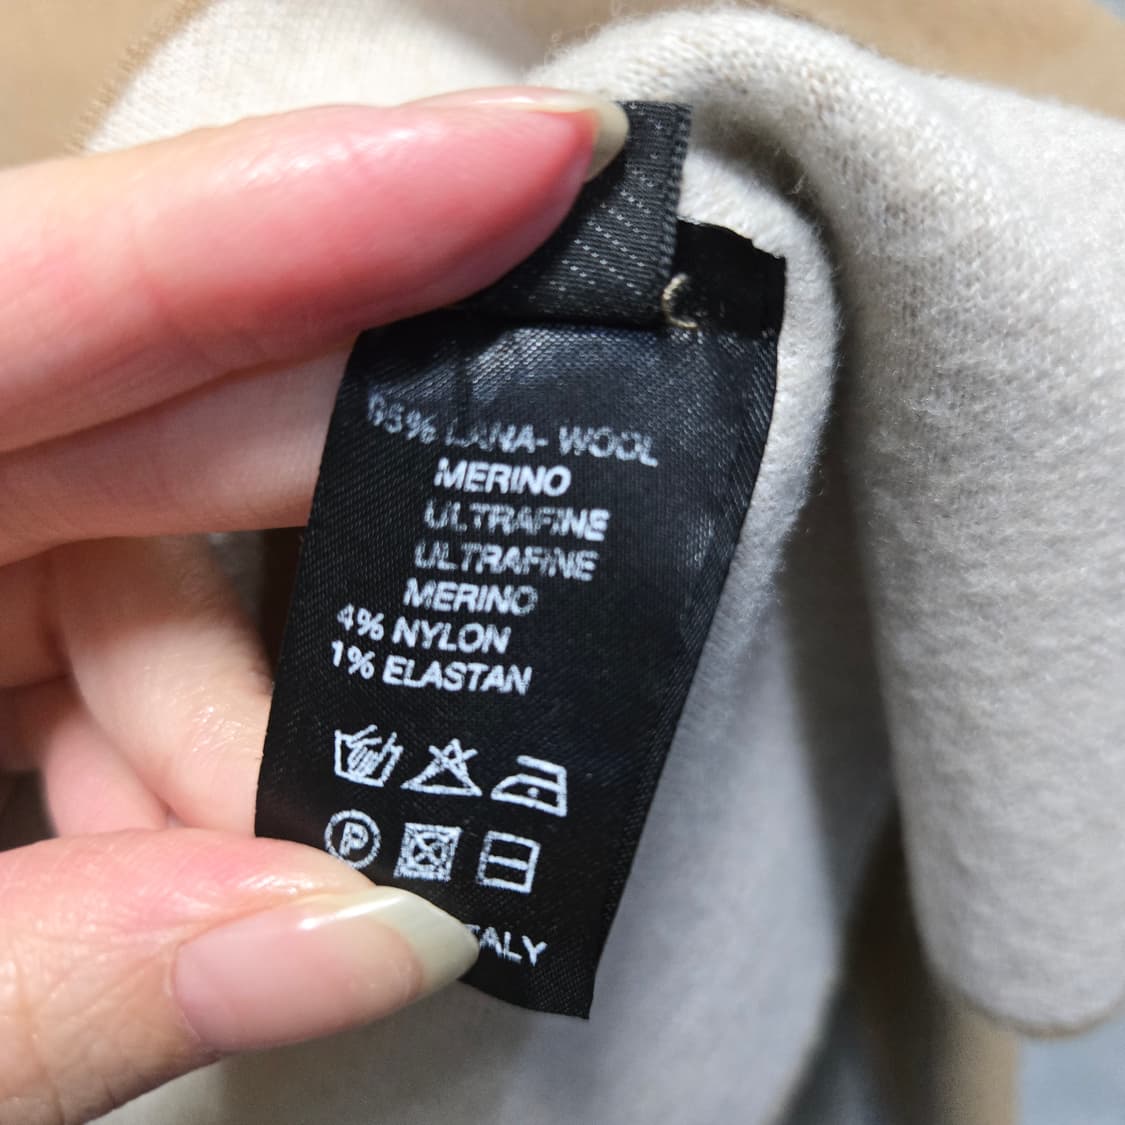 95% LANA- WOOL
MERINO
ULTRAFINE
ULTRAFINE
MERINO
4% NYLON
1% ELASTAN
P